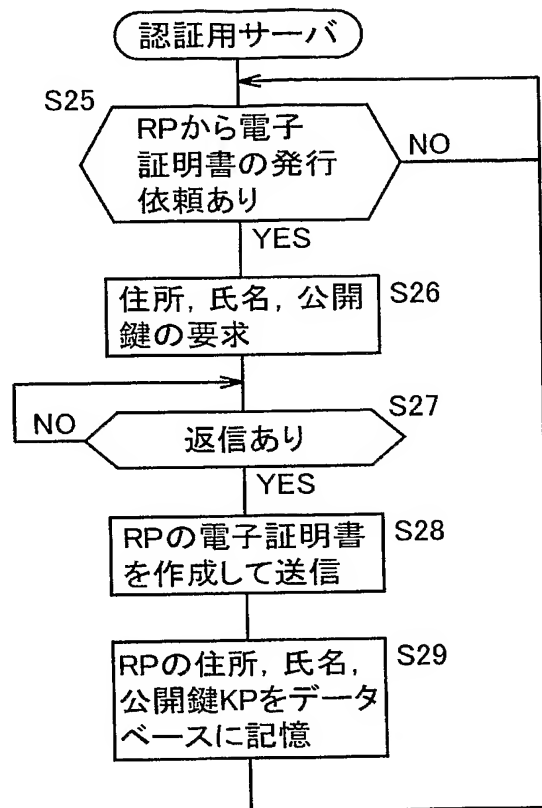 認証用サーバ
S25
RPから電子
証明書の発行
依頼あり
NO
YES
住所, 氏名, 公開
鍵の要求
S26
S27
NO
返信あり
YES
RPの電子証明書
を作成して送信
S28
RPの住所, 氏名,
公開鍵KPをデータ
ベースに記憶
S29